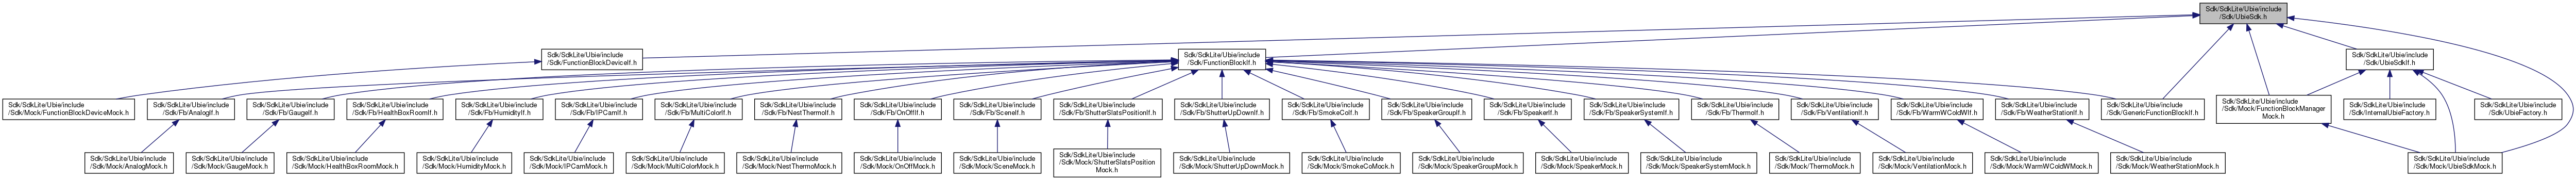 Sdk/SdkLite/Ubie/include
/Sdk/UbieSdk.h
Sdk/SdkLite/Ubie/include
/Sdk/FunctionBlockDeviceIf.h
Sdk/SdkLite/Ubie/include
/Sdk/FunctionBlockIf.h
Sdk/SdkLite/Ubie/include
/Sdk/UbieSdkIf.h
Sdk/SdkLite/Ubie/include
/Sdk/Mock/FunctionBlockDeviceMock.h
Sdk/SdkLite/Ubie/include
/Sdk/Fb/AnalogIf.h
Sdk/SdkLite/Ubie/include
/Sdk/Fb/GaugeIf.h
Sdk/SdkLite/Ubie/include
/Sdk/Fb/HealthBoxRoomIf.h
Sdk/SdkLite/Ubie/include
/Sdk/Fb/HumidityIf.h
Sdk/SdkLite/Ubie/include
/Sdk/Fb/IPCamIf.h
Sdk/SdkLite/Ubie/include
/Sdk/Fb/MultiColorIf.h
Sdk/SdkLite/Ubie/include
/Sdk/Fb/NestThermoIf.h
Sdk/SdkLite/Ubie/include
/Sdk/Fb/OnOffIf.h
Sdk/SdkLite/Ubie/include
/Sdk/Fb/SceneIf.h
Sdk/SdkLite/Ubie/include
/Sdk/Fb/ShutterSlatsPositionIf.h
Sdk/SdkLite/Ubie/include
/Sdk/Fb/ShutterUpDownIf.h
Sdk/SdkLite/Ubie/include
/Sdk/Fb/SmokeCoIf.h
Sdk/SdkLite/Ubie/include
/Sdk/Fb/SpeakerGroupIf.h
Sdk/SdkLite/Ubie/include
/Sdk/Fb/SpeakerIf.h
Sdk/SdkLite/Ubie/include
/Sdk/Fb/SpeakerSystemIf.h
Sdk/SdkLite/Ubie/include
/Sdk/Fb/ThermoIf.h
Sdk/SdkLite/Ubie/include
/Sdk/Fb/VentilationIf.h
Sdk/SdkLite/Ubie/include
/Sdk/Fb/WarmWColdWIf.h
Sdk/SdkLite/Ubie/include
/Sdk/Fb/WeatherStationIf.h
Sdk/SdkLite/Ubie/include
/Sdk/GenericFunctionBlockIf.h
Sdk/SdkLite/Ubie/include
/Sdk/Mock/FunctionBlockManager
Mock.h
Sdk/SdkLite/Ubie/include
/Sdk/InternalUbieFactory.h
Sdk/SdkLite/Ubie/include
/Sdk/UbieFactory.h
Sdk/SdkLite/Ubie/include
/Sdk/Mock/AnalogMock.h
Sdk/SdkLite/Ubie/include
/Sdk/Mock/GaugeMock.h
Sdk/SdkLite/Ubie/include
/Sdk/Mock/HealthBoxRoomMock.h
Sdk/SdkLite/Ubie/include
/Sdk/Mock/HumidityMock.h
Sdk/SdkLite/Ubie/include
/Sdk/Mock/IPCamMock.h
Sdk/SdkLite/Ubie/include
/Sdk/Mock/MultiColorMock.h
Sdk/SdkLite/Ubie/include
/Sdk/Mock/NestThermoMock.h
Sdk/SdkLite/Ubie/include
/Sdk/Mock/OnOffMock.h
Sdk/SdkLite/Ubie/include
/Sdk/Mock/SceneMock.h
Sdk/SdkLite/Ubie/include
/Sdk/Mock/ShutterSlatsPosition
Mock.h
Sdk/SdkLite/Ubie/include
/Sdk/Mock/ShutterUpDownMock.h
Sdk/SdkLite/Ubie/include
/Sdk/Mock/SmokeCoMock.h
Sdk/SdkLite/Ubie/include
/Sdk/Mock/SpeakerGroupMock.h
Sdk/SdkLite/Ubie/include
/Sdk/Mock/SpeakerMock.h
Sdk/SdkLite/Ubie/include
/Sdk/Mock/SpeakerSystemMock.h
Sdk/SdkLite/Ubie/include
/Sdk/Mock/ThermoMock.h
Sdk/SdkLite/Ubie/include
/Sdk/Mock/VentilationMock.h
Sdk/SdkLite/Ubie/include
/Sdk/Mock/WarmWColdWMock.h
Sdk/SdkLite/Ubie/include
/Sdk/Mock/WeatherStationMock.h
Sdk/SdkLite/Ubie/include
/Sdk/Mock/UbieSdkMock.h